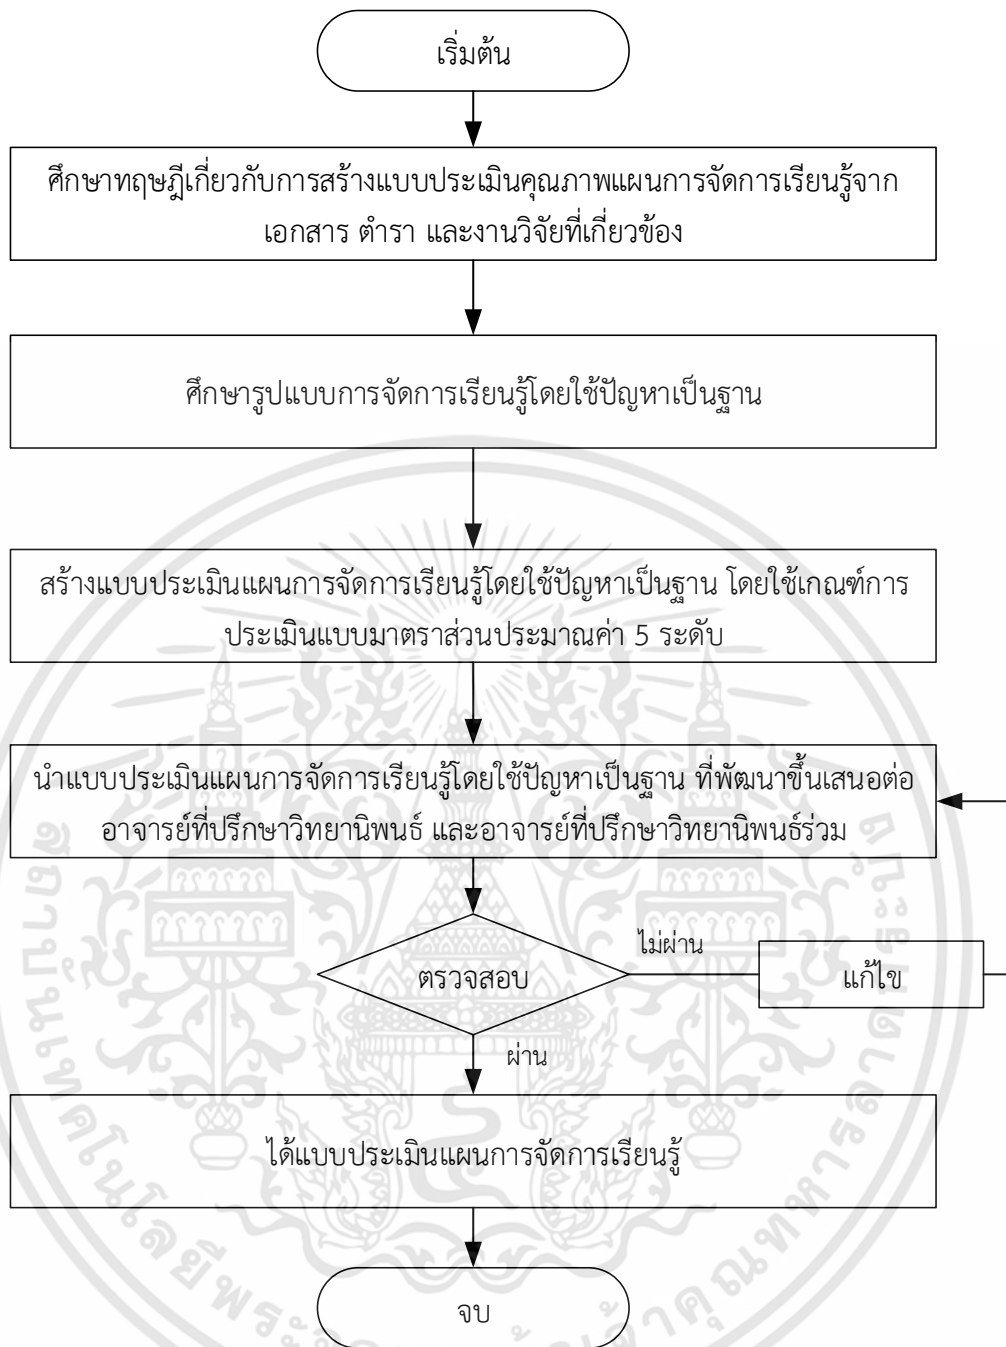 เริ่มต้น
ศึกษาทฤษฎีเกี่ยวกับการสร้างแบบประเมินคุณภาพแผนการจัดการเรียนรู้จาก
เอกสาร ตำรา และงานวิจัยที่เกี่ยวข้อง
ศึกษารูปแบบการจัดการเรียนรู้โดยใช้ปัญหาเป็นฐาน
สร้างแบบประเมินแผนการจัดการเรียนรู้โดยใช้ปัญหาเป็นฐาน โดยใช้เกณฑ์การ
ประเมินแบบมาตราส่วนประมาณค่า 5 ระดับ
นำแบบประเมินแผนการจัดการเรียนรู้โดยใช้ปัญหาเป็นฐาน ที่พัฒนาขึ้นเสนอต่อ
อาจารย์ที่ปรึกษาวิทยานิพนธ์ และอาจารย์ที่ปรึกษาวิทยานิพนธ์ร่วม
ตรวจสอบ
ไม่ผ่าน
แก้ไข
ผ่าน
ได้แบบประเมินแผนการจัดการเรียนรู้
จบ